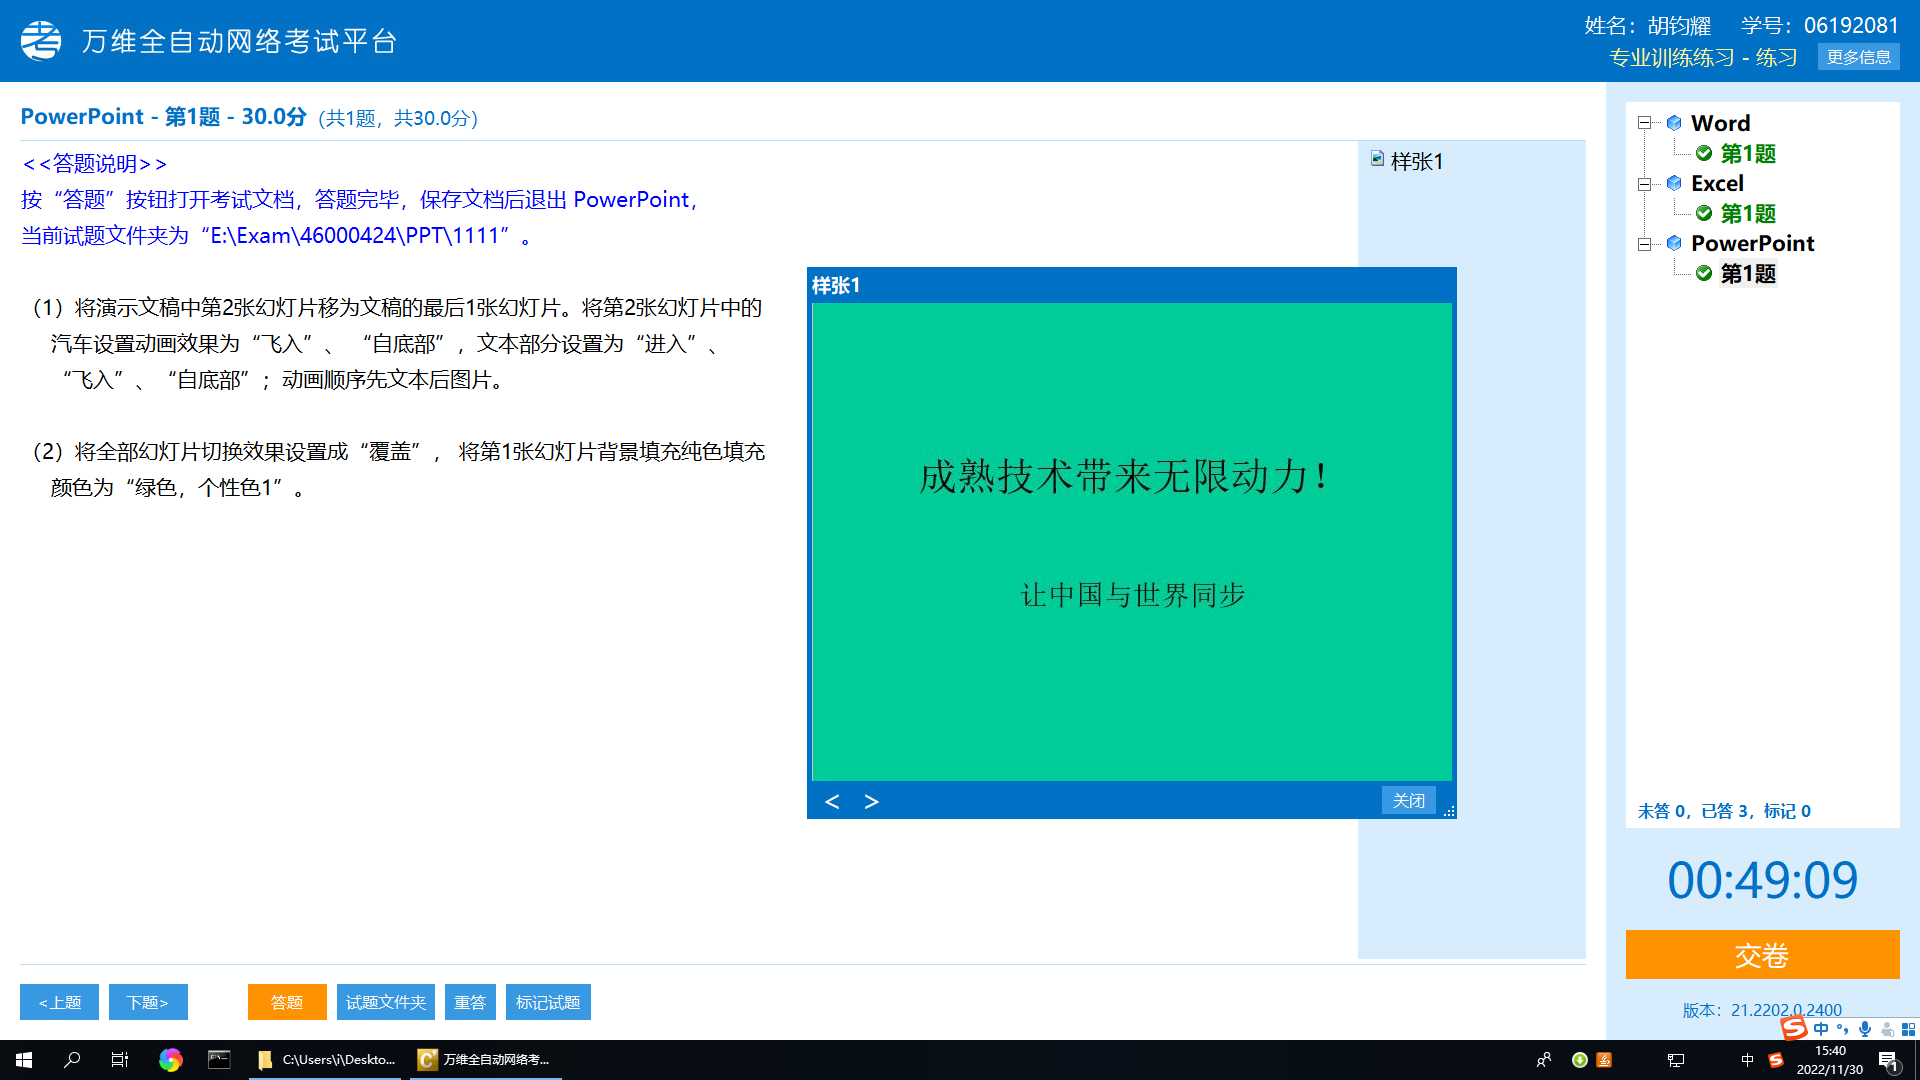 万维全自动网络考试平台
姓名：胡钧耀 学号：06192081
专业训练练习 - 练习 更多信息
PowerPoint - 第1题 - 30.0分 (共1题，共30.0分)
<<答题说明>>
按“答题”按钮打开考试文档，答题完毕，保存文档后退出 PowerPoint，
当前试题文件夹为“E:\Exam\46000424\PPT\1111”。
（1）将演示文稿中第2张幻灯片移为文稿的最后1张幻灯片。将第2张幻灯片中的
汽车设置动画效果为“飞入”、 “自底部”，文本部分设置为“进入”、
“飞入”、“自底部”；动画顺序先文本后图片。
（2）将全部幻灯片切换效果设置成“覆盖”， 将第1张幻灯片背景填充纯色填充
颜色为“绿色，个性色1”。
样张1
样张1
成熟技术带来无限动力！
让中国与世界同步
< >
关闭
Word
第1题
Excel
第1题
PowerPoint
第1题
未答 0，已答 3，标记 0
00:49:09
交卷
版本：21.2202.0.2400
<上题
下题>
答题
试题文件夹
重答
标记试题
中
C:\Users\i\Deskto...
万维全自动网络考...
中
15:40
2022/11/30
1